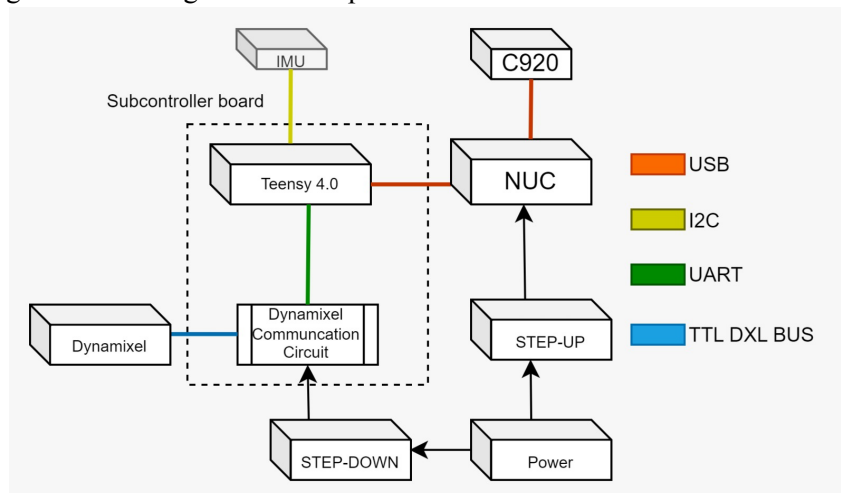 IMU
C920
Subcontroller board
Teensy 4.0
NUC
USB
I2C
UART
TTL DXL BUS
Dynamixel
Dynamixel
Communcation
Circuit
STEP-UP
STEP-DOWN
Power